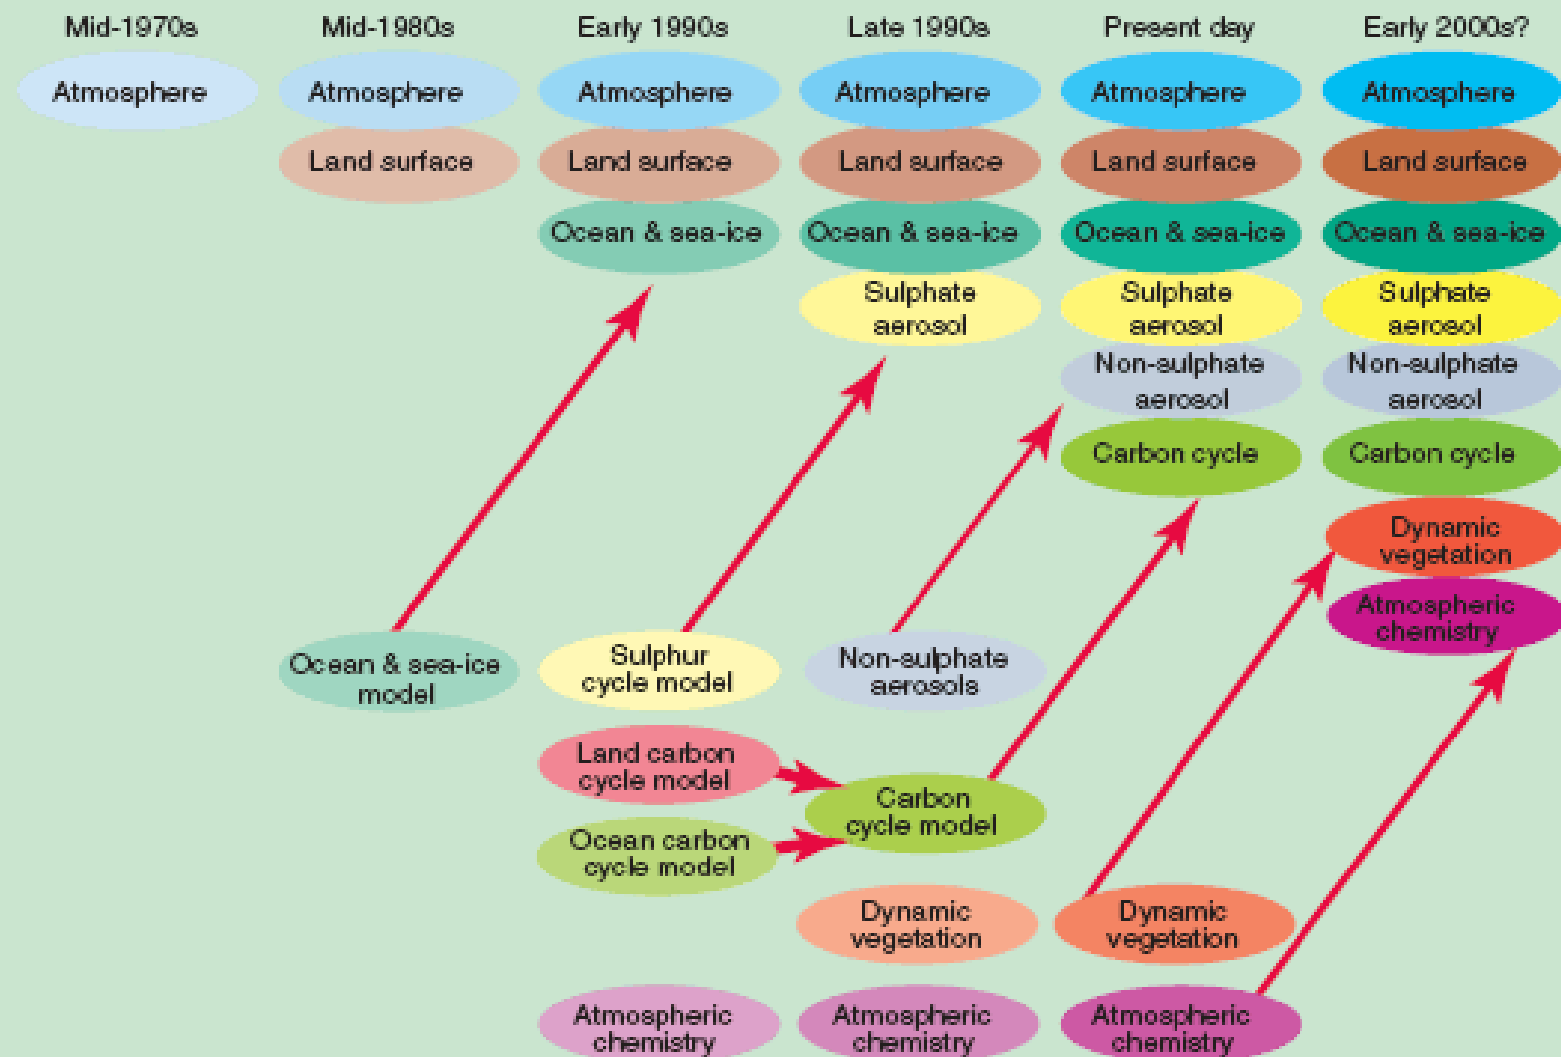 Mid-1970s Mid-1980s Early 1990s Late 1990s Present day Early 2000s?
Atmosphere Atmosphere Atmosphere Atmosphere Atmosphere Atmosphere
Land surface Land surface Land surface Land surface Land surface
Ocean & sea-ice Ocean & sea-ice Ocean & sea-ice Ocean & sea-ice
Sulphate Sulphate Sulphate
aerosol aerosol aerosol
Non-sulphate Non-sulphate
aerosol aerosol
Carbon cycle Carbon cycle
Dynamic
vegetation
Atmospheric
chemistry
Ocean & sea-ice
model
Sulphur
cycle model
Non-sulphate
aerosols
Land carbon
cycle model
Carbon
cycle model
Ocean carbon
cycle model
Dynamic Dynamic
vegetation vegetation
Atmospheric Atmospheric Atmospheric
chemistry chemistry chemistry